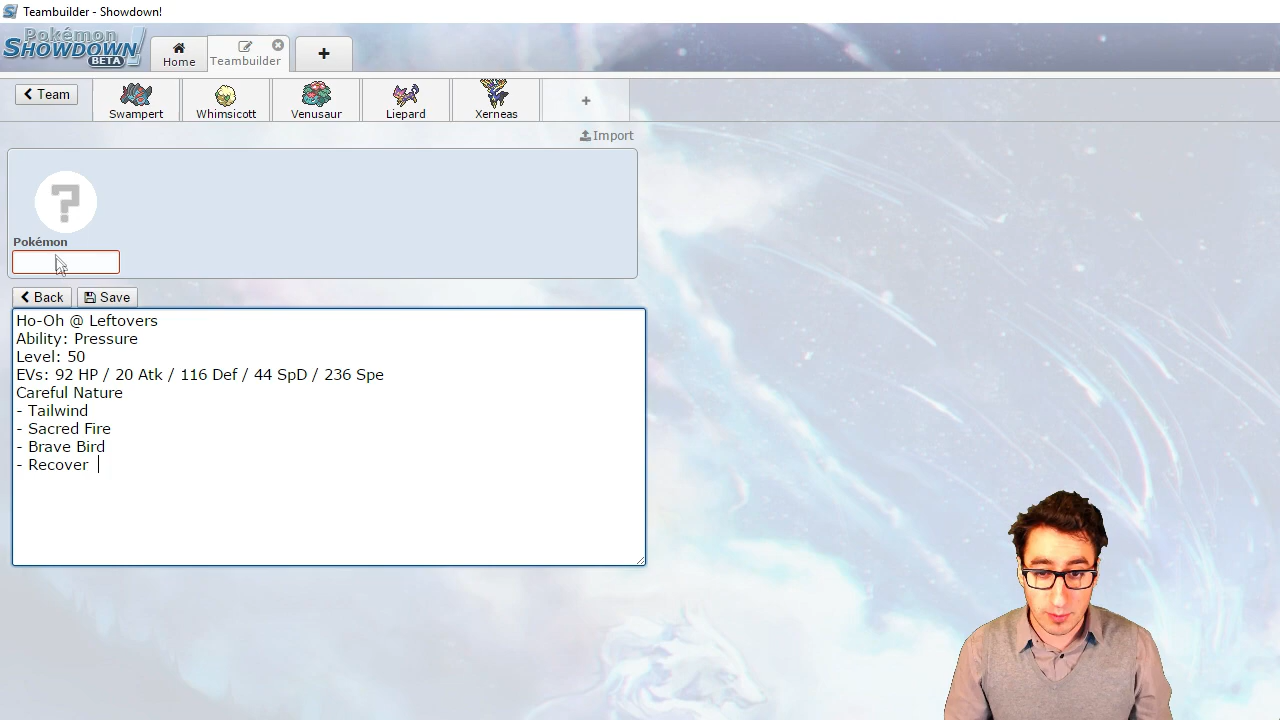 Teambuilder - Showdown!
Pokémon
SHOWDOWN!
BETA
Home
Teambuilder
+
Team
Swampert
Whimsicott
Venusaur
Liepard
Xerneas
+
Import
?
Pokémon
Back
Save
Ho-Oh @ Leftovers
Ability: Pressure
Level: 50
EVs: 92 HP / 20 Atk / 116 Def / 44 SpD / 236 Spe
Careful Nature
- Tailwind
- Sacred Fire
- Brave Bird
- Recover